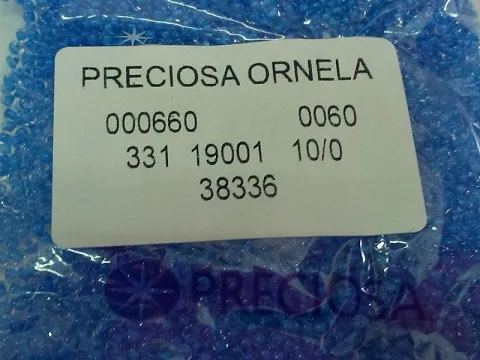 PRECIOSA ORNELA
000660 0060
331 19001 10/0
38336
PRECIOSA